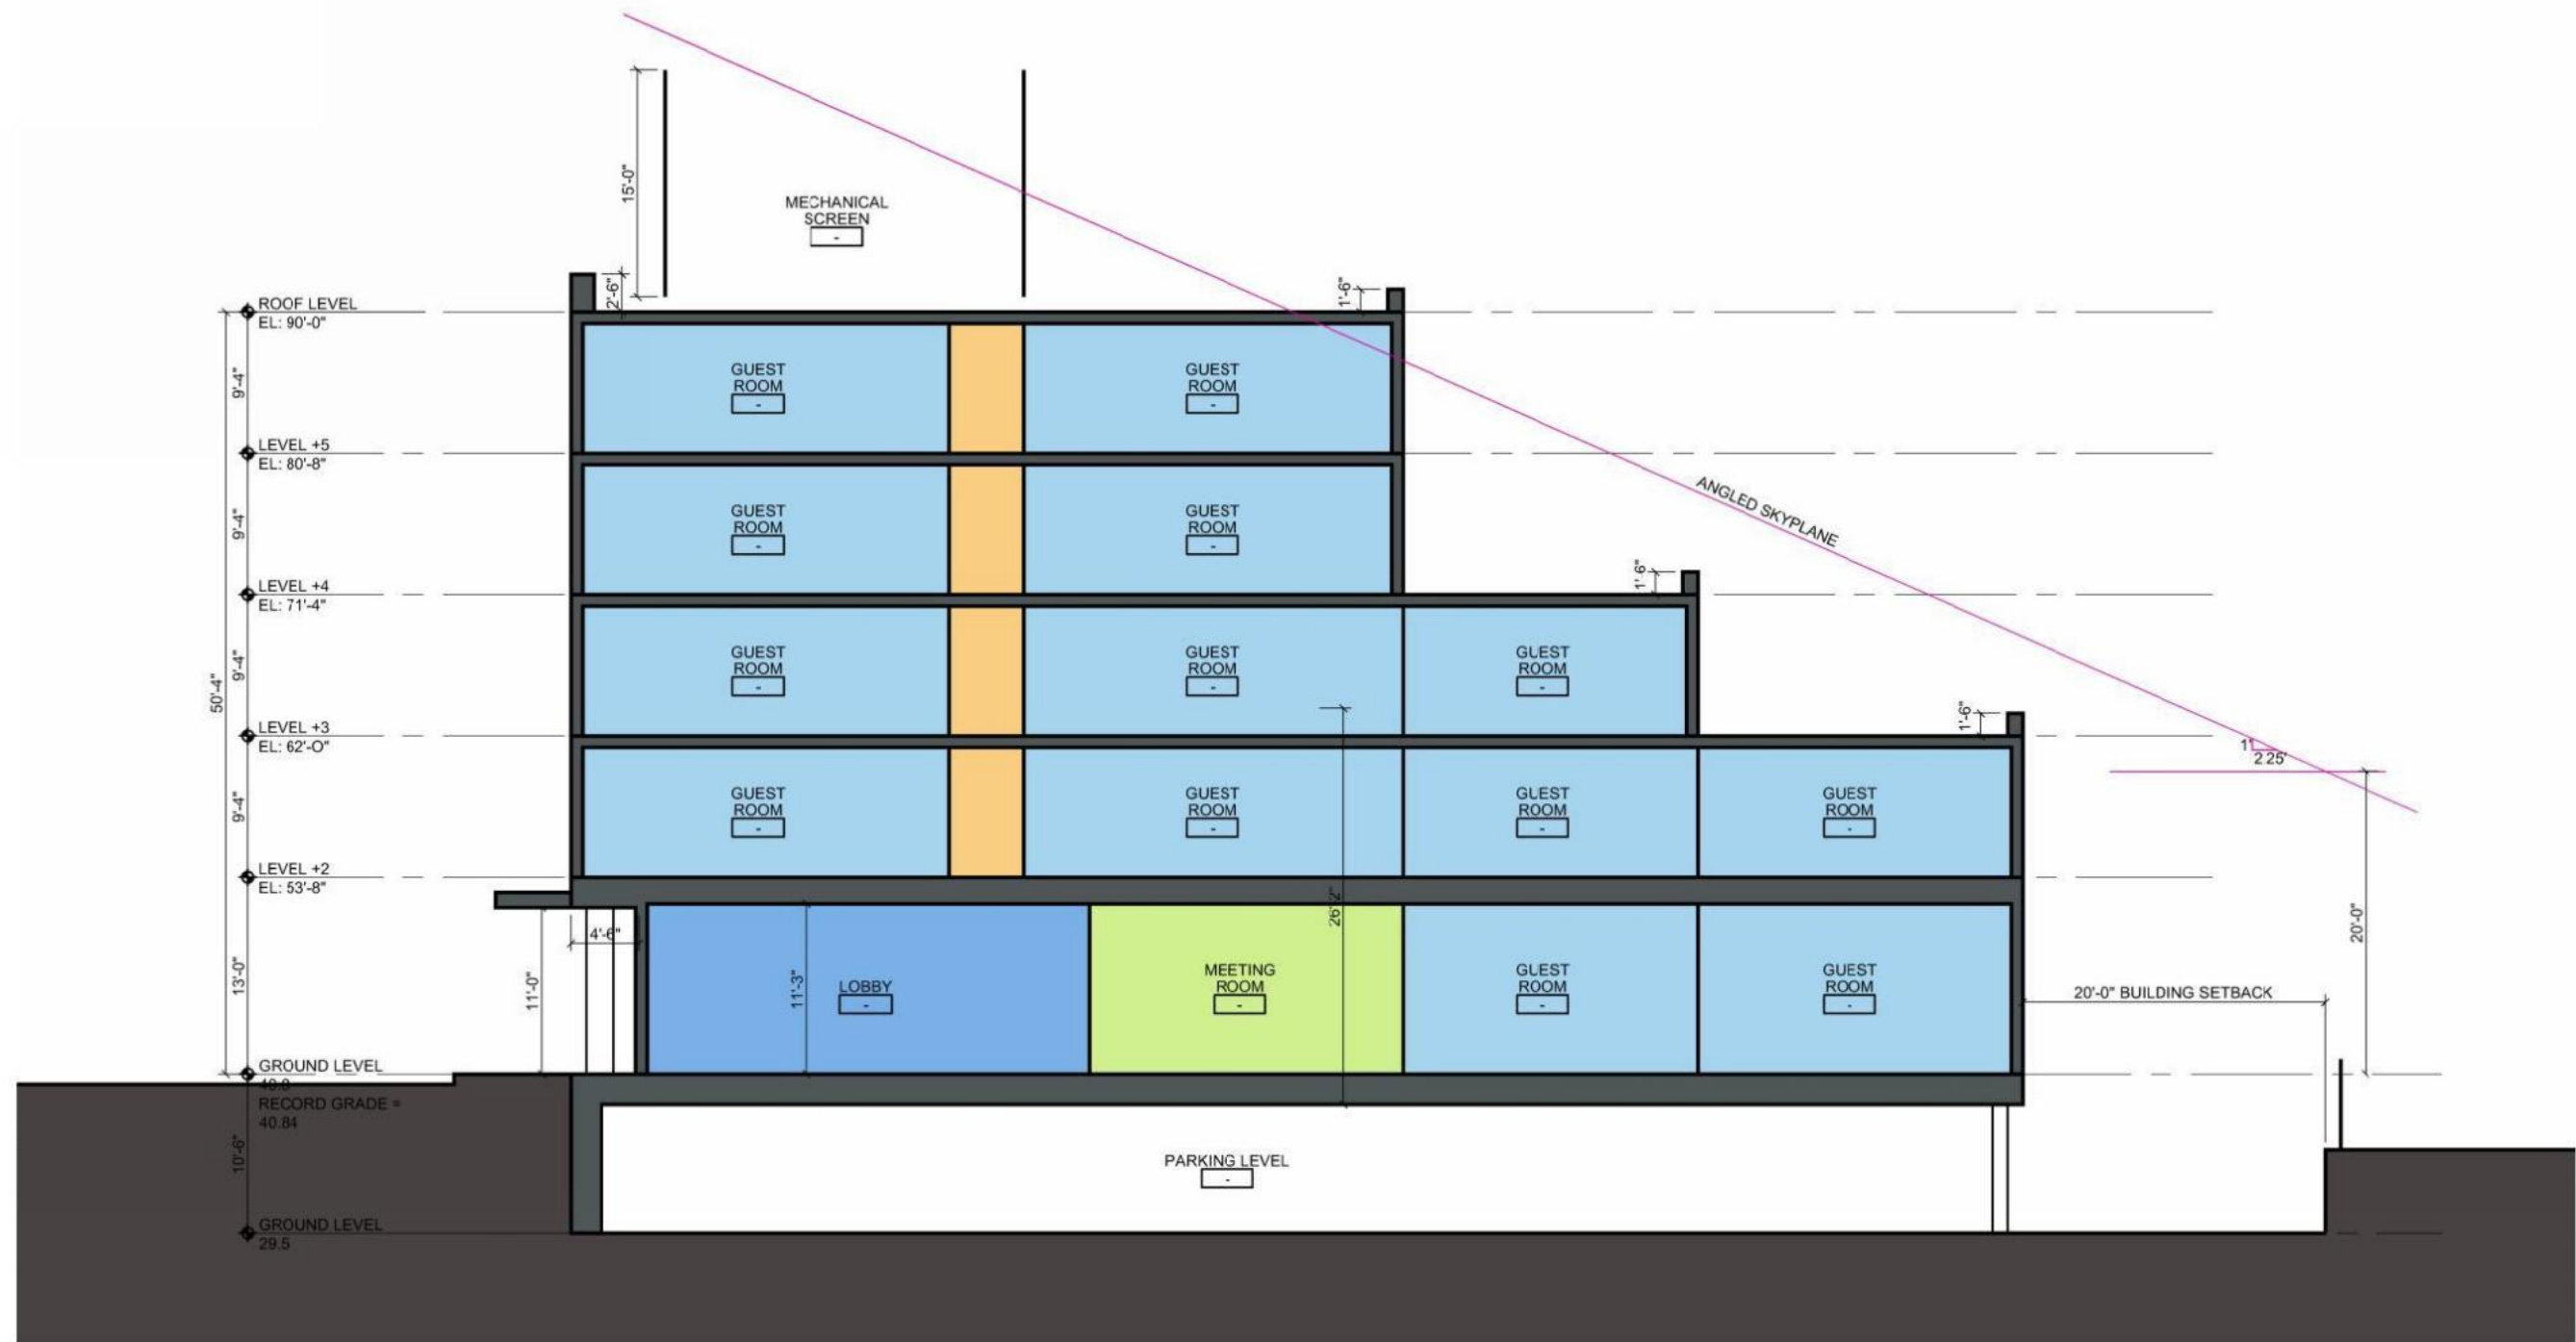 15'-0"
MECHANICAL
SCREEN
-
2'-6"
1'-6"
ROOF LEVEL
EL: 90'-0"
9'-4"
GUEST
ROOM
-
GUEST
ROOM
-
LEVEL +5
EL: 80'-8"
ANGLED SKYPLANE
9'-4"
GUEST
ROOM
-
GUEST
ROOM
-
LEVEL +4
EL: 71'-4"
1'-6"
50'-4"
9'-4"
GUEST
ROOM
-
GUEST
ROOM
-
GUEST
ROOM
-
1'-6"
LEVEL +3
EL: 62'-O"
1'
2.25'
9'-4"
GUEST
ROOM
-
GUEST
ROOM
-
GUEST
ROOM
-
GUEST
ROOM
-
LEVEL +2
EL: 53'-8"
26'-2"
20'-0"
4'-6"
13'-0"
11'-0"
11'-3"
LOBBY
-
MEETING
ROOM
-
GUEST
ROOM
-
GUEST
ROOM
-
20'-0" BUILDING SETBACK
GROUND LEVEL
RECORD GRADE =
40.84
10'-6"
PARKING LEVEL
-
GROUND LEVEL
29.5